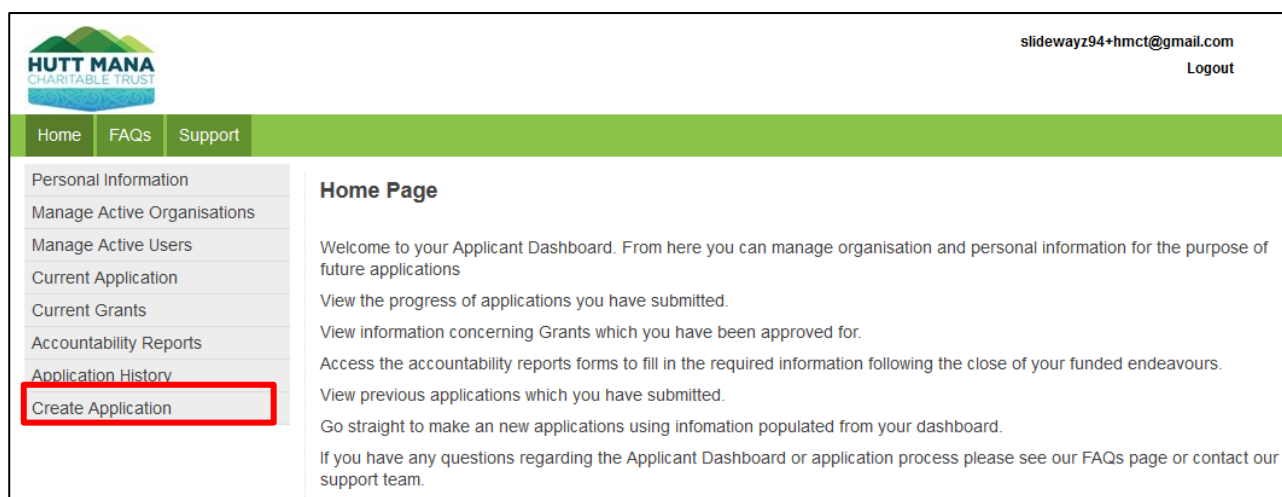 HUTT MANA
CHARITABLE TRUST
slidewayz94+hmct@gmail.com
Logout
Home
FAQs
Support
Personal Information
Manage Active Organisations
Manage Active Users
Current Application
Current Grants
Accountability Reports
Application History
Create Application
Home Page
Welcome to your Applicant Dashboard. From here you can manage organisation and personal information for the purpose of
future applications
View the progress of applications you have submitted.
View information concerning Grants which you have been approved for.
Access the accountability reports forms to fill in the required information following the close of your funded endeavours.
View previous applications which you have submitted.
Go straight to make an new applications using infomation populated from your dashboard.
If you have any questions regarding the Applicant Dashboard or application process please see our FAQs page or contact our
support team.